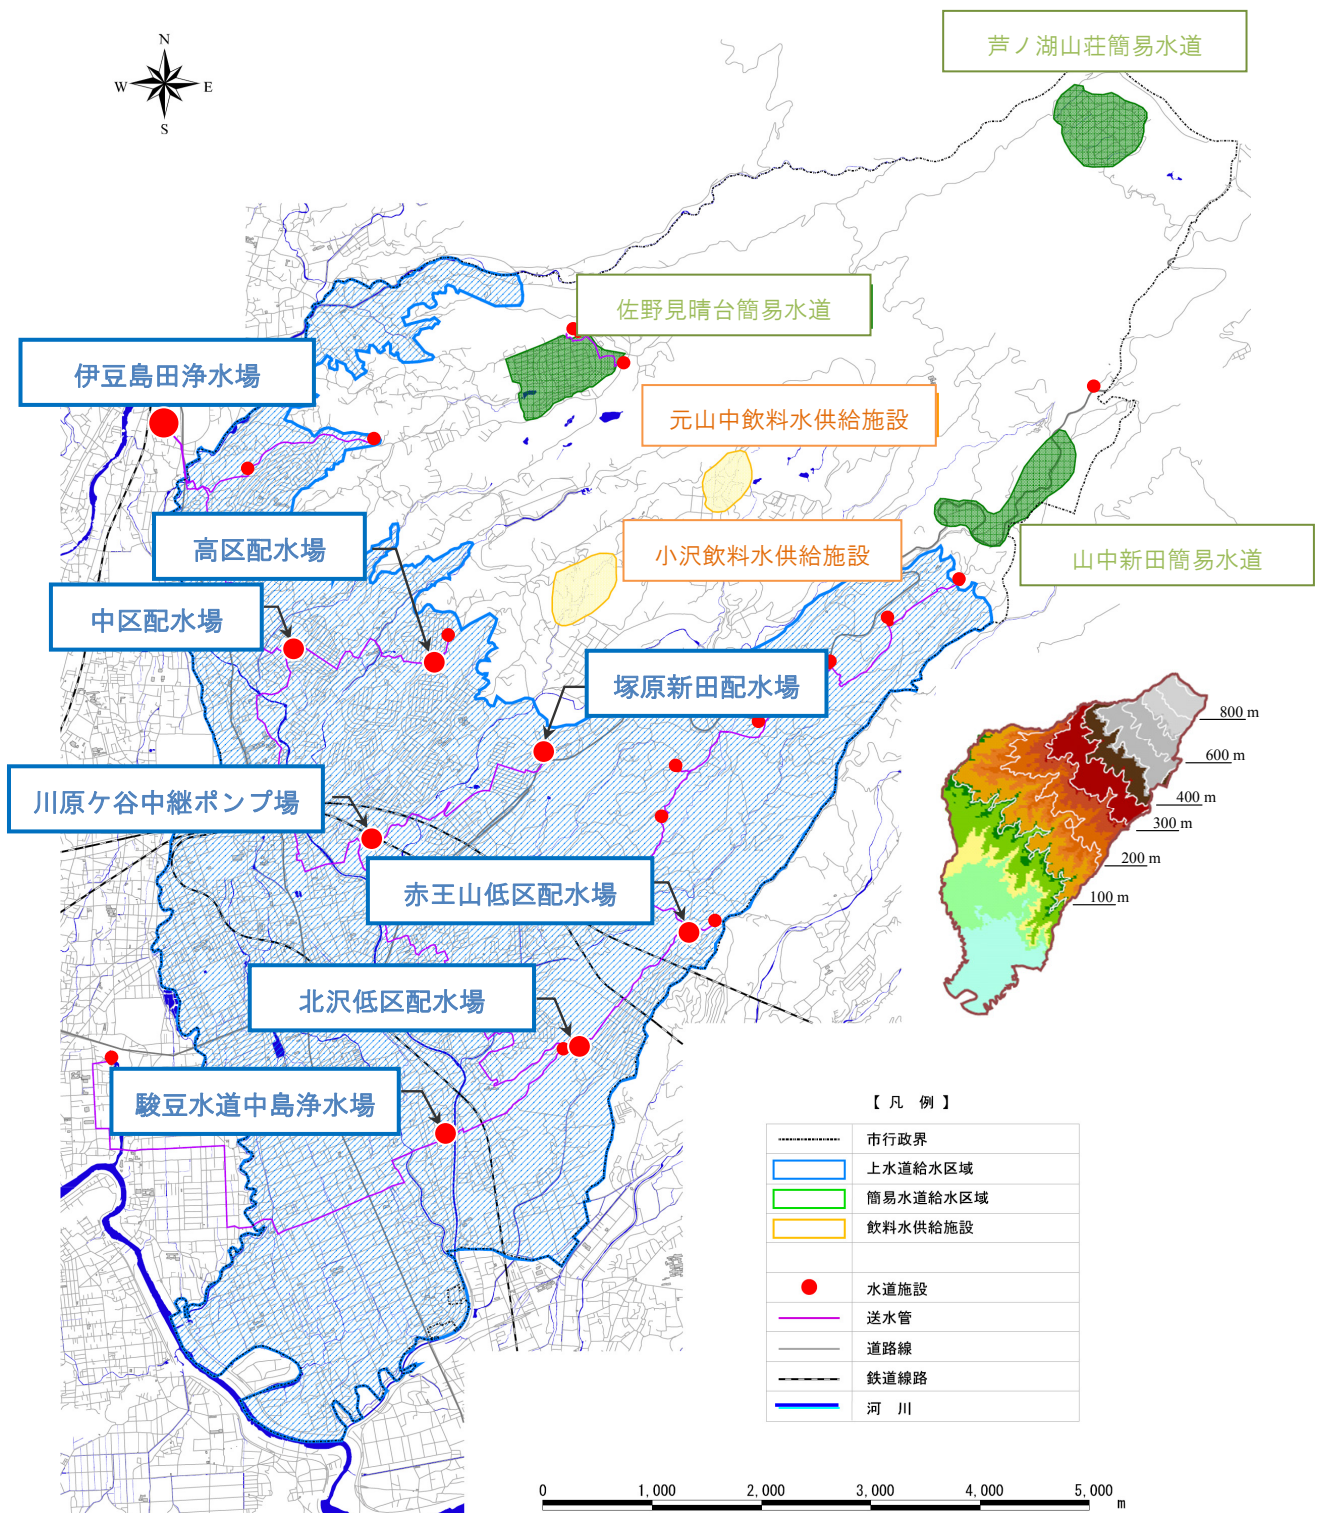 芦ノ湖山荘簡易水道
N
W
E
S
佐野見晴台簡易水道
伊豆島田浄水場
元山中飲料水供給施設
高区配水場
小沢飲料水供給施設
山中新田簡易水道
中区配水場
塚原新田配水場
800 m
600 m
400 m
300 m
200 m
100 m
川原ケ谷中継ポンプ場
赤王山低区配水場
北沢低区配水場
駿豆水道中島浄水場
【 凡　例 】
市行政界
上水道給水区域
簡易水道給水区域
飲料水供給施設
水道施設
送水管
道路線
鉄道線路
河　川
0 1,000 2,000 3,000 4,000 5,000 m